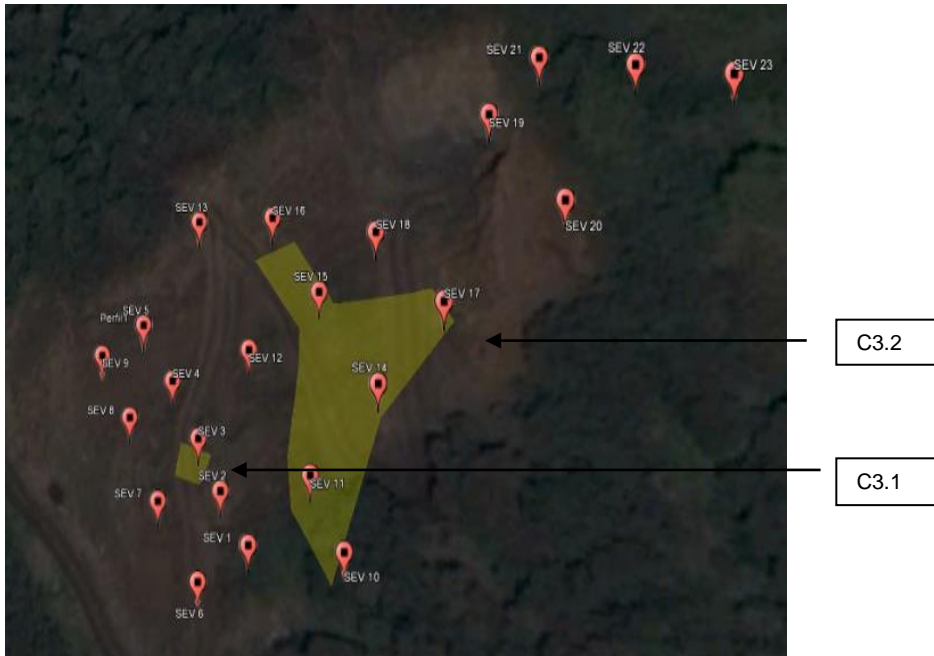 SEV 21
SEV 22
SEV 23
SEV 19
SEV 13
SEV 16
SEV 18
SEV 20
SEV 15
SEV 17
SEV 5
Perfil1
SEV 9
SEV 12
C3.2
SEV 4
SEV 14
SEV 8
SEV 3
SEV 2
SEV 11
C3.1
SEV 7
SEV 1
SEV 10
SEV 6